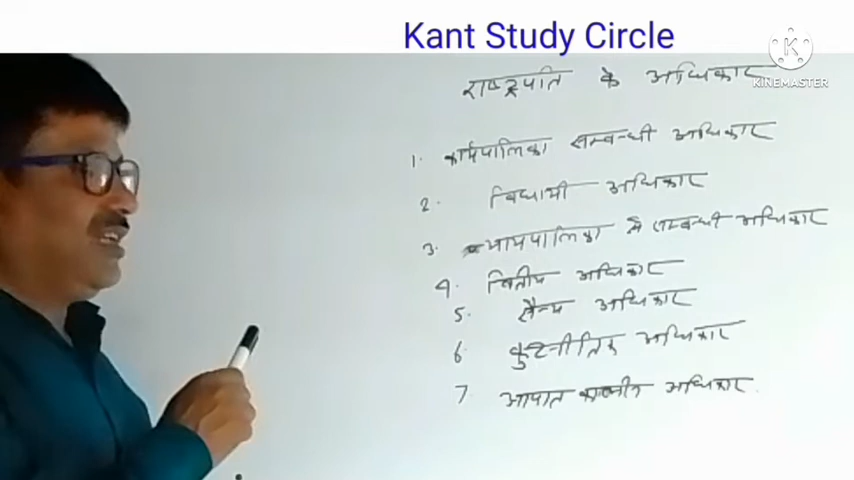 Kant Study Circle
K
KINEMASTER
राष्ट्रपति के अधिकार
1. कार्यपालिका सम्बन्धी अधिकार
2. विधायी अधिकार
3. न्यायपालिका से सम्बन्धी अधिकार
4. वित्तीय अधिकार
5. सैन्य अधिकार
6 कुटनीतिक अधिकार
7 आपात कालीन अधिकार